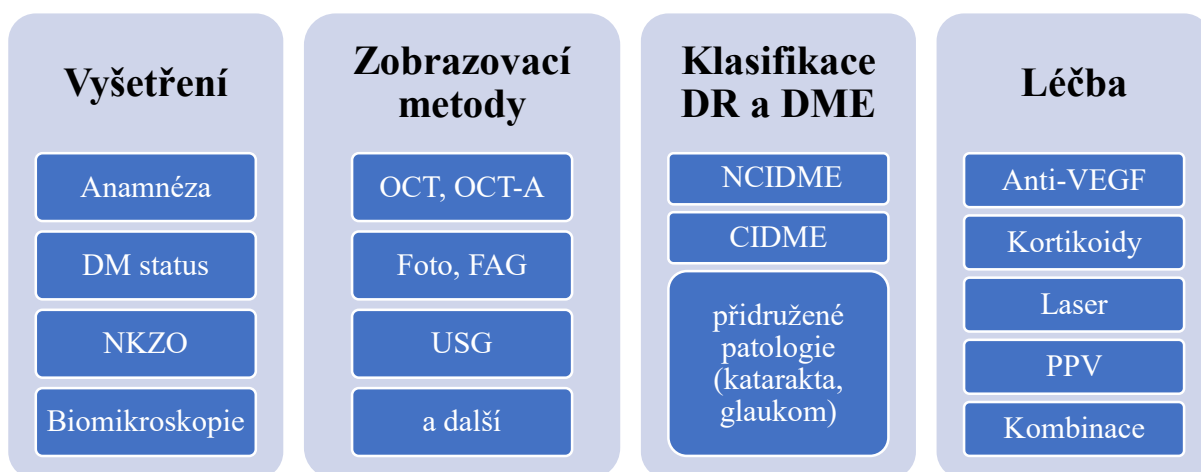 Vyšetření
Anamnéza
DM status
NKZO
Biomikroskopie
Zobrazovací
metody
OCT, OCT-A
Foto, FAG
USG
a další
Klasifikace
DR a DME
NCIDME
CIDME
přidružené
patologie
(katarakta,
glaukom)
Léčba
Anti-VEGF
Kortikoidy
Laser
PPV
Kombinace